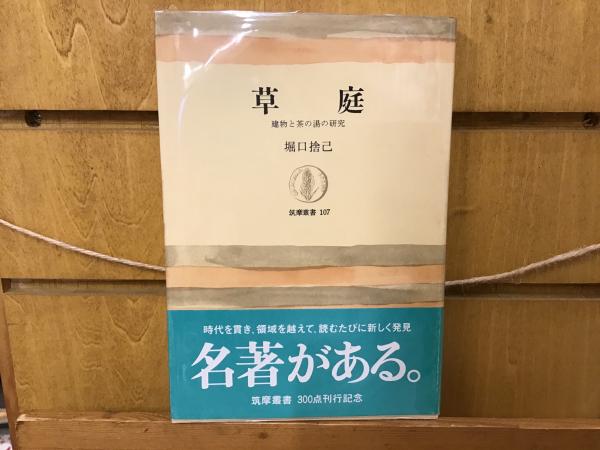 草庭
建物と茶の湯の研究
堀口捨己
筑摩叢書 107
時代を貫き、領域を越えて、読むたびに新しく発見
名著がある。
筑摩叢書 300点刊行記念